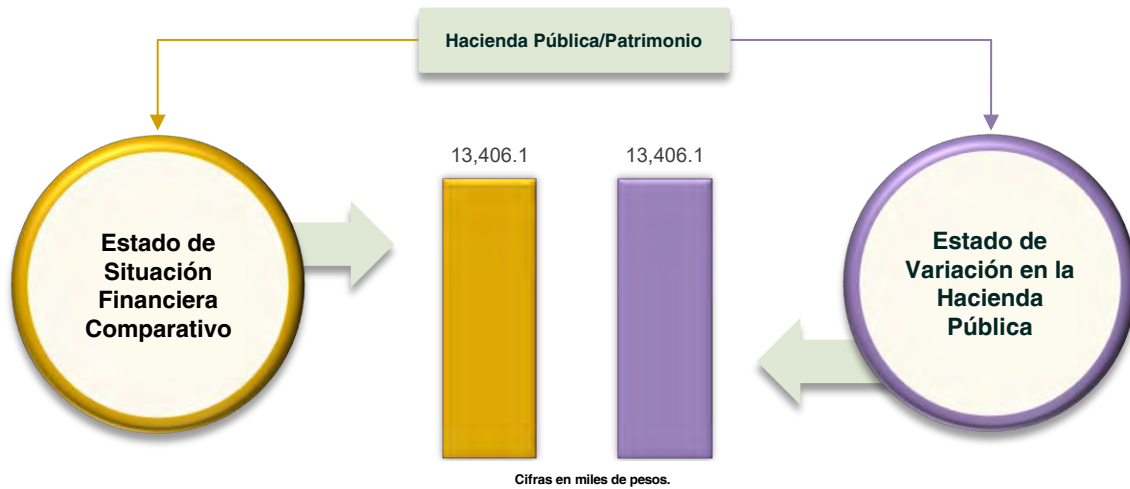 Hacienda Pública/Patrimonio
13,406.1
13,406.1
Estado de
Situación
Financiera
Comparativo
Estado de
Variación en la
Hacienda
Pública
Cifras en miles de pesos.